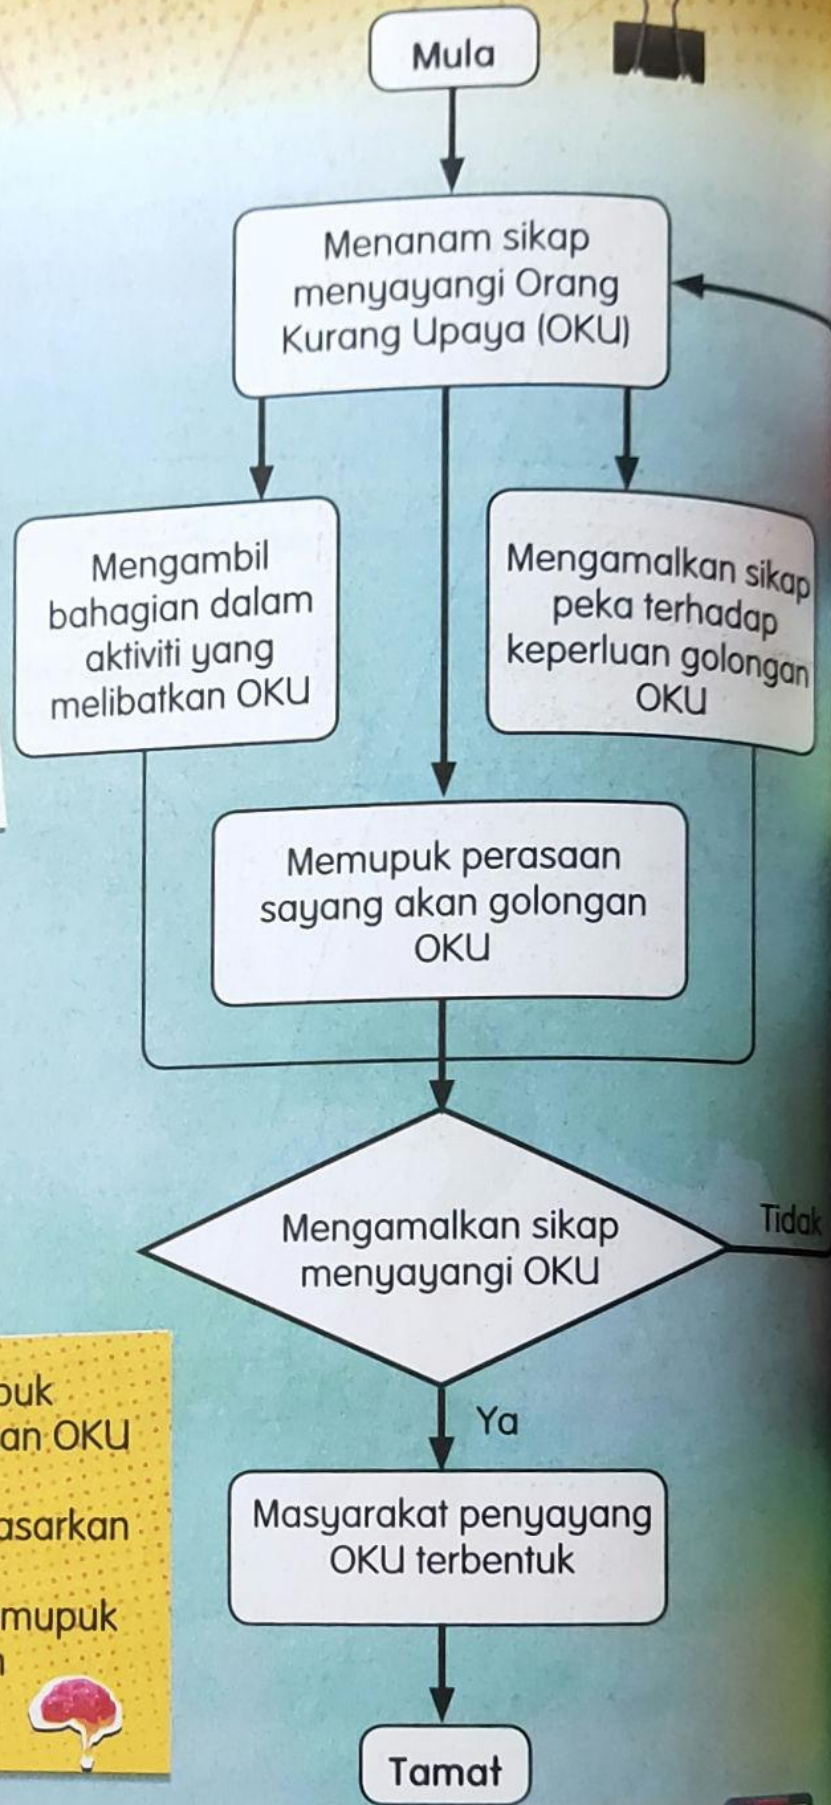 Mula
Menanam sikap
menyayangi Orang
Kurang Upaya (OKU)
Mengambil
bahagian dalam
aktiviti yang
melibatkan OKU
Mengamalkan sikap
peka terhadap
keperluan golongan
OKU
Memupuk perasaan
sayang akan golongan
OKU
Mengamalkan sikap
menyayangi OKU
Tidak
Ya
Masyarakat penyayang
OKU terbentuk
Tamat
puk
an OKU
asarkan
mupuk